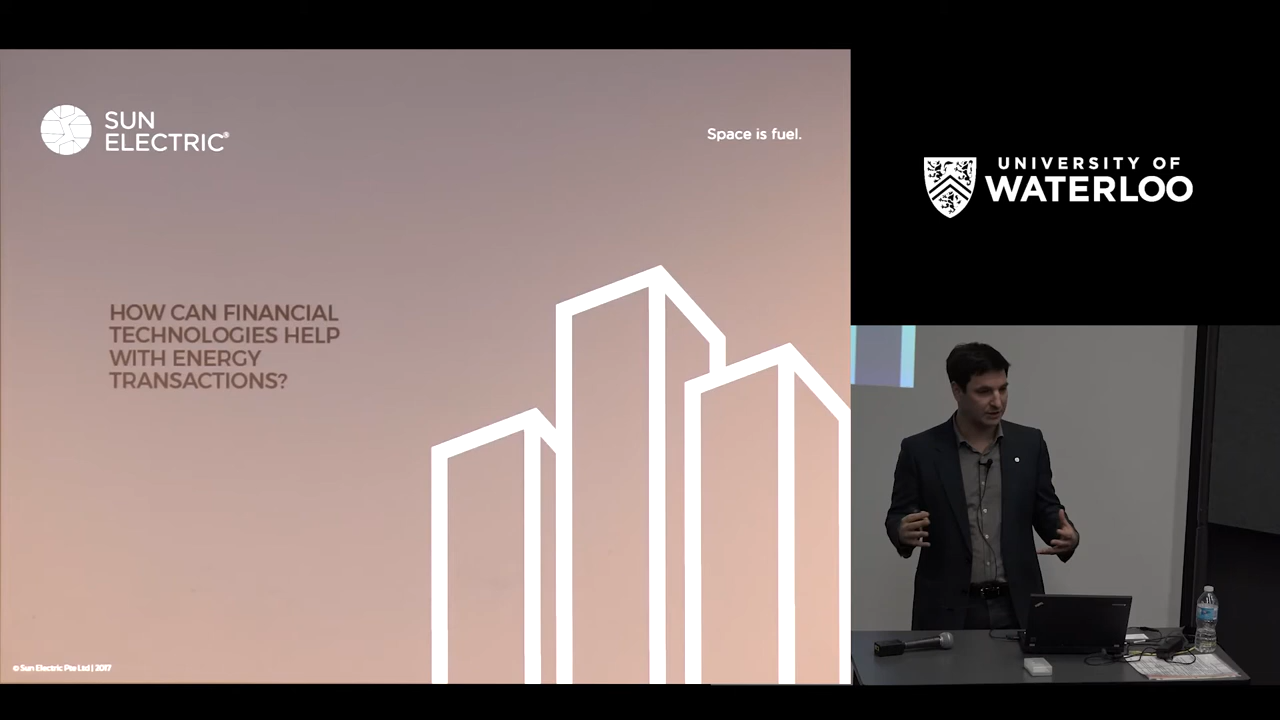 SUN
ELECTRIC®
Space is fuel.
HOW CAN FINANCIAL
TECHNOLOGIES HELP
WITH ENERGY
TRANSACTIONS?
© Sun Electric Pte Ltd | 2017
UNIVERSITY OF
WATERLOO